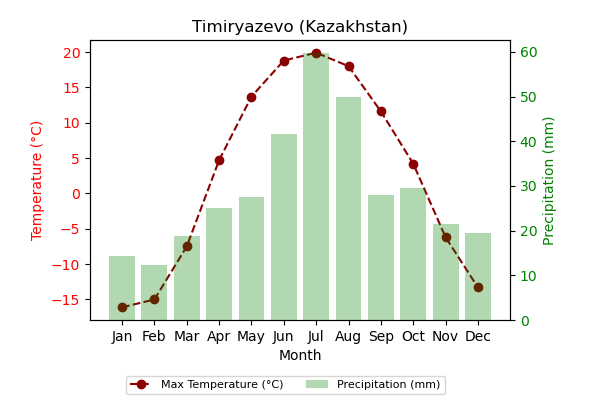 Timiryazevo (Kazakhstan)
Temperature (°C)
20
15
10
5
0
−5
−10
−15
60
50
40
30
20
10
0
Precipitation (mm)
Jan Feb Mar Apr May Jun Jul Aug Sep Oct Nov Dec
Month
Max Temperature (°C) Precipitation (mm)